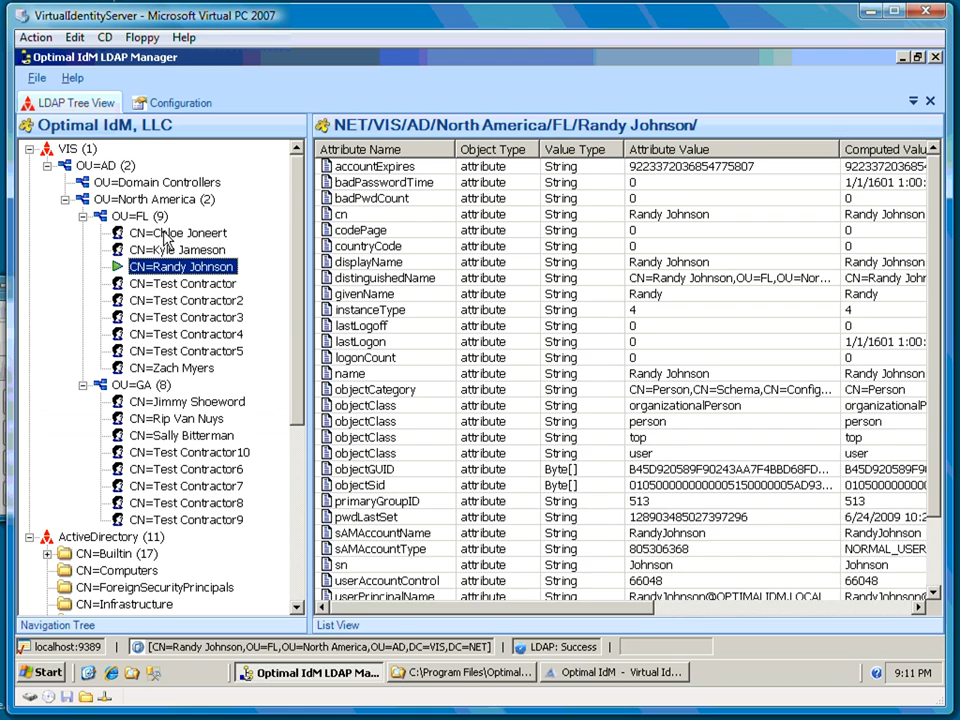 VirtualIdentityServer - Microsoft Virtual PC 2007
Action Edit CD Floppy Help
Optimal IdM LDAP Manager
File Help
LDAP Tree View Configuration
Optimal IdM, LLC
VIS (1)
OU=AD (2)
OU=Domain Controllers
OU=North America (2)
OU=FL (9)
CN=Chloe Joneert
CN=Kyle Jameson
CN=Randy Johnson
CN=Test Contractor
CN=Test Contractor2
CN=Test Contractor3
CN=Test Contractor4
CN=Test Contractor5
CN=Zach Myers
OU=GA (8)
CN=Jimmy Shoeword
CN=Rip Van Nuys
CN=Sally Bitterman
CN=Test Contractor10
CN=Test Contractor6
CN=Test Contractor7
CN=Test Contractor8
CN=Test Contractor9
ActiveDirectory (11)
CN=Builtin (17)
CN=Computers
CN=ForeignSecurityPrincipals
CN=Infrastructure
Navigation Tree
NET/VIS/AD/North America/FL/Randy Johnson/
Attribute Name Object Type Value Type Attribute Value Computed Valu
accountExpires attribute String 9223372036854775807 9223372036854
badPasswordTime attribute String 0 1/1/1601 1:00:
badPwdCount attribute String 0 0
cn attribute String Randy Johnson Randy Johnson
codePage attribute String 0 0
countryCode attribute String 0 0
displayName attribute String Randy Johnson Randy Johnson
distinguishedName attribute String CN=Randy Johnson,OU=FL,OU=Nor... CN=Randy John
givenName attribute String Randy Randy
instanceType attribute String 4 4
lastLogoff attribute String 0 0
lastLogon attribute String 0 1/1/1601 1:00:
logonCount attribute String 0 0
name attribute String Randy Johnson Randy Johnson
objectCategory attribute String CN=Person,CN=Schema,CN=Config... CN=Person
objectClass attribute String organizationalPerson organizationalP
objectClass attribute String person person
objectClass attribute String top top
objectClass attribute String user user
objectGUID attribute Byte[] B45D920589F90243AA7F4BBD68FD... B45D920589F9
objectSid attribute Byte[] 0105000000000005150000005AD93... 010500000000
primaryGroupID attribute String 513 513
pwdLastSet attribute String 128903485027397296 6/24/2009 10:2
sAMAccountName attribute String RandyJohnson RandyJohnson
sAMAccountType attribute String 805306368 NORMAL_USER
sn attribute String Johnson Johnson
userAccountControl attribute String 66048 66048
userPrincipalName attribute String RandyJohnson@OPTIMALIDM.LOCAL RandyJohnson
List View
localhost:9389 [CN=Randy Johnson,OU=FL,OU=North America,OU=AD,DC=VIS,DC=NET] LDAP: Success
Start Optimal IdM LDAP Ma... C:\Program Files\Optimal... Optimal IdM - Virtual Id... 9:11 PM